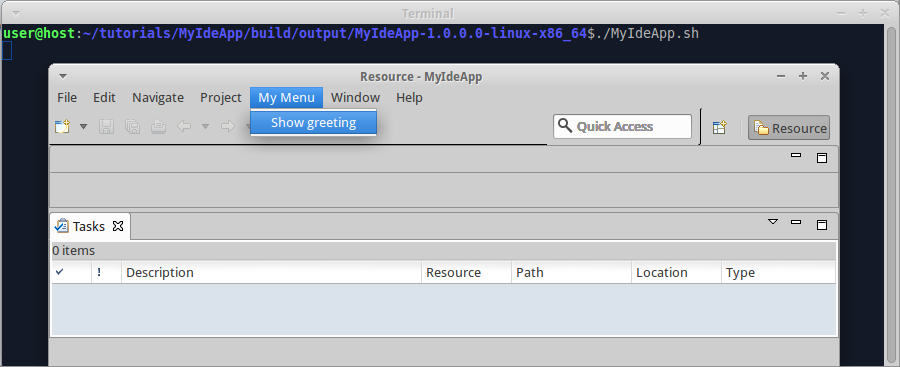 Terminal
user@host:~/tutorials/MyIdeApp/build/output/MyIdeApp-1.0.0.0-linux-x86_64$./MyIdeApp.sh
Resource - MyIdeApp
File Edit Navigate Project My Menu Window Help
Show greeting
Quick Access
Resource
Tasks
0 items
! Description Resource Path Location Type